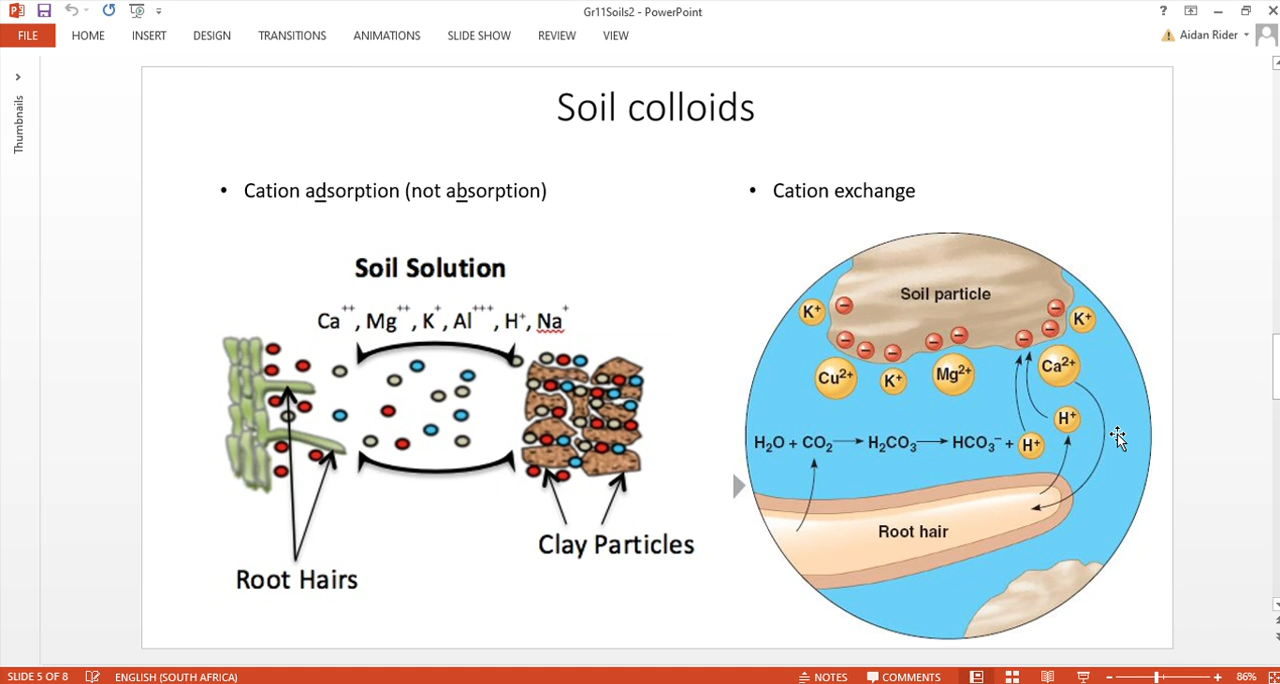 Gr11Soils2 - PowerPoint
?
FILE HOME INSERT DESIGN TRANSITIONS ANIMATIONS SLIDE SHOW REVIEW VIEW Aidan Rider
Thumbnails
Soil colloids
• Cation adsorption (not absorption)
Soil Solution
Ca⁺⁺, Mg⁺⁺, K⁺, Al⁺⁺⁺, H⁺, Na⁺
Clay Particles
Root Hairs
• Cation exchange
Soil particle
K⁺
K⁺
Cu²⁺
K⁺
Mg²⁺
Ca²⁺
H⁺
H₂O + CO₂ → H₂CO₃ → HCO₃⁻ + H⁺
Root hair
SLIDE 5 OF 8 ENGLISH (SOUTH AFRICA) NOTES COMMENTS 86%